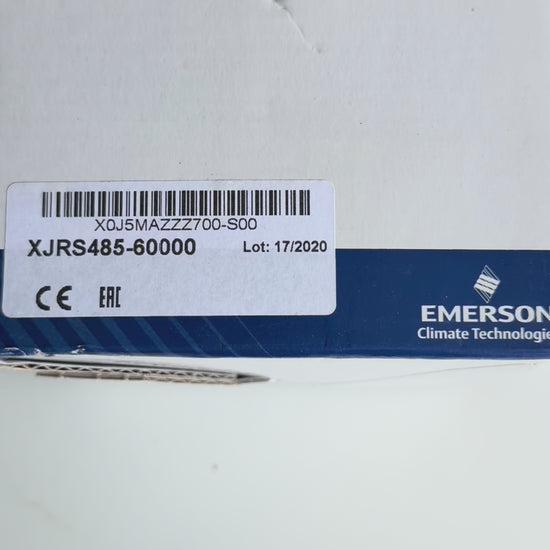 X0J5MAZZZ700-S00
XJRS485-60000
Lot: 17/2020
CE EAC
EMERSON
Climate Technologie